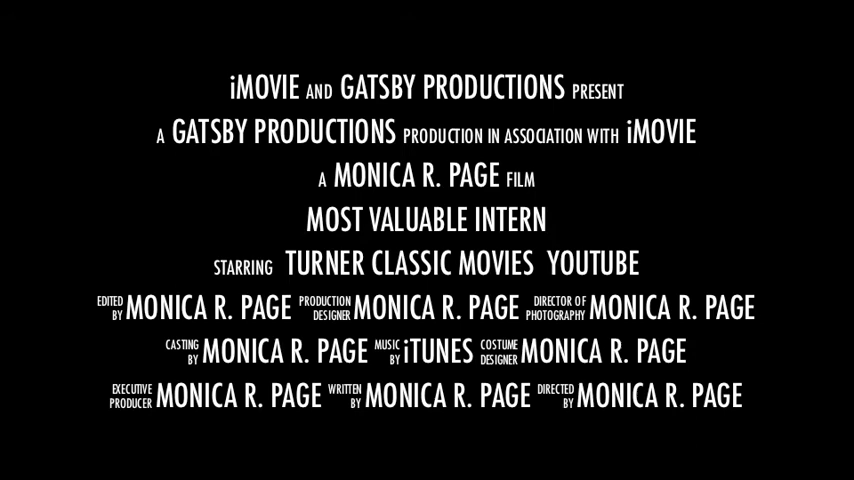 iMOVIE AND GATSBY PRODUCTIONS PRESENT
A GATSBY PRODUCTIONS PRODUCTION IN ASSOCIATION WITH iMOVIE
A MONICA R. PAGE FILM
MOST VALUABLE INTERN
STARRING TURNER CLASSIC MOVIES YOUTUBE
EDITED BY MONICA R. PAGE PRODUCTION DESIGNER MONICA R. PAGE DIRECTOR OF PHOTOGRAPHY MONICA R. PAGE
CASTING BY MONICA R. PAGE MUSIC BY iTUNES COSTUME DESIGNER MONICA R. PAGE
EXECUTIVE PRODUCER MONICA R. PAGE WRITTEN BY MONICA R. PAGE DIRECTED BY MONICA R. PAGE